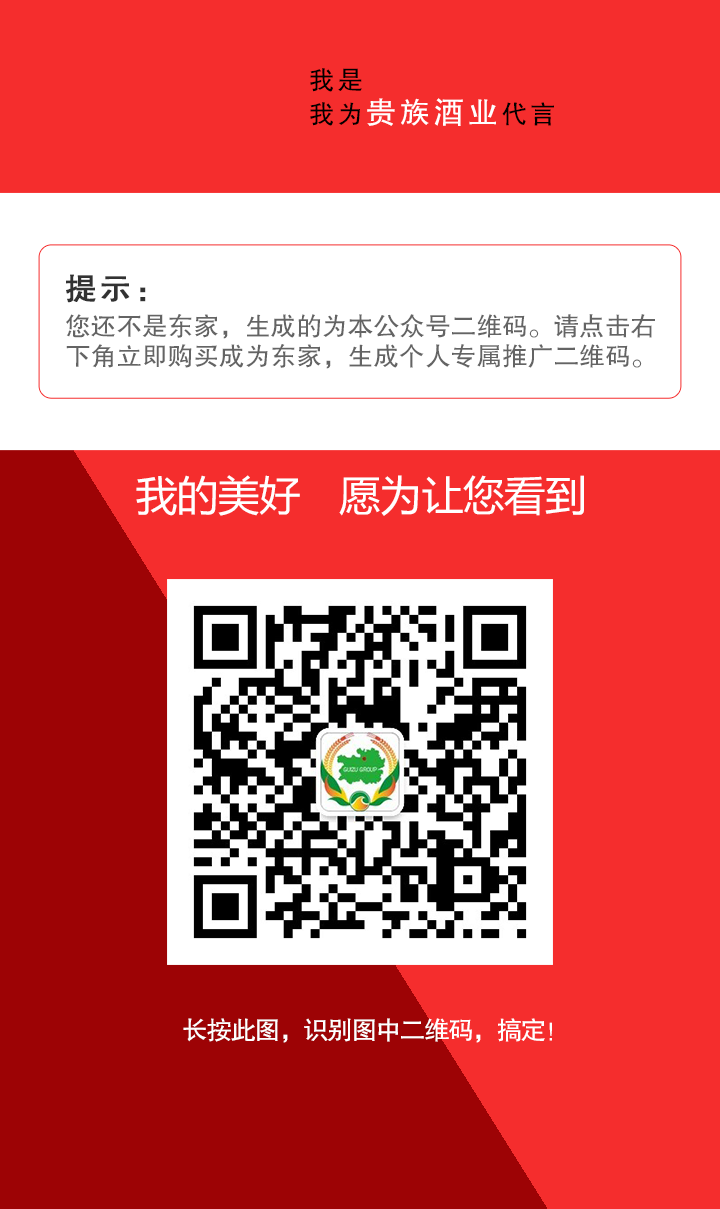 我是
我为贵族酒业代言
提示：
您还不是东家，生成的为本公众号二维码。请点击右
下角立即购买成为东家，生成个人专属推广二维码。
我的美好 愿为让您看到
GUIZU GROUP
长按此图，识别图中二维码，搞定！